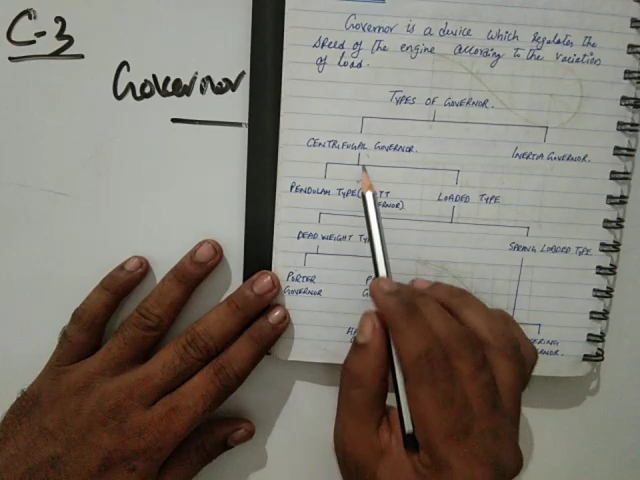 C-3
Governor
Governor is a device which regulates the
speed of the engine according to the variation
of load.
TYPES OF GOVERNOR.
CENTRIFUGAL GOVERNOR.
INERTIA GOVERNOR.
PENDULAM TYPE
LOADED TYPE
DEAD WEIGHT
SPRING LOADED TYPE
PORTER
GOVERNOR